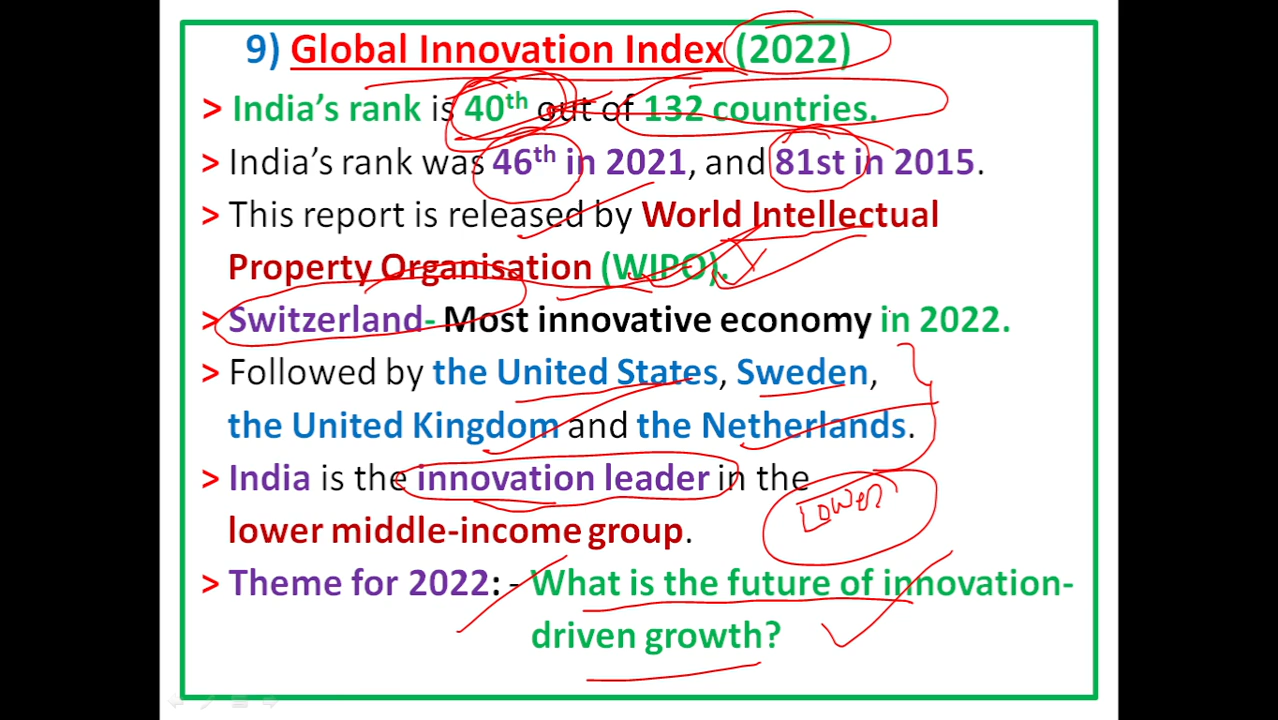 9) Global Innovation Index (2022)
> India's rank is 40th out of 132 countries.
> India's rank was 46th in 2021, and 81st in 2015.
> This report is released by World Intellectual
Property Organisation (WIPO).
> Switzerland- Most innovative economy in 2022.
> Followed by the United States, Sweden,
the United Kingdom and the Netherlands.
> India is the innovation leader in the
lower middle-income group.
Lower
> Theme for 2022: - What is the future of innovation-
driven growth?